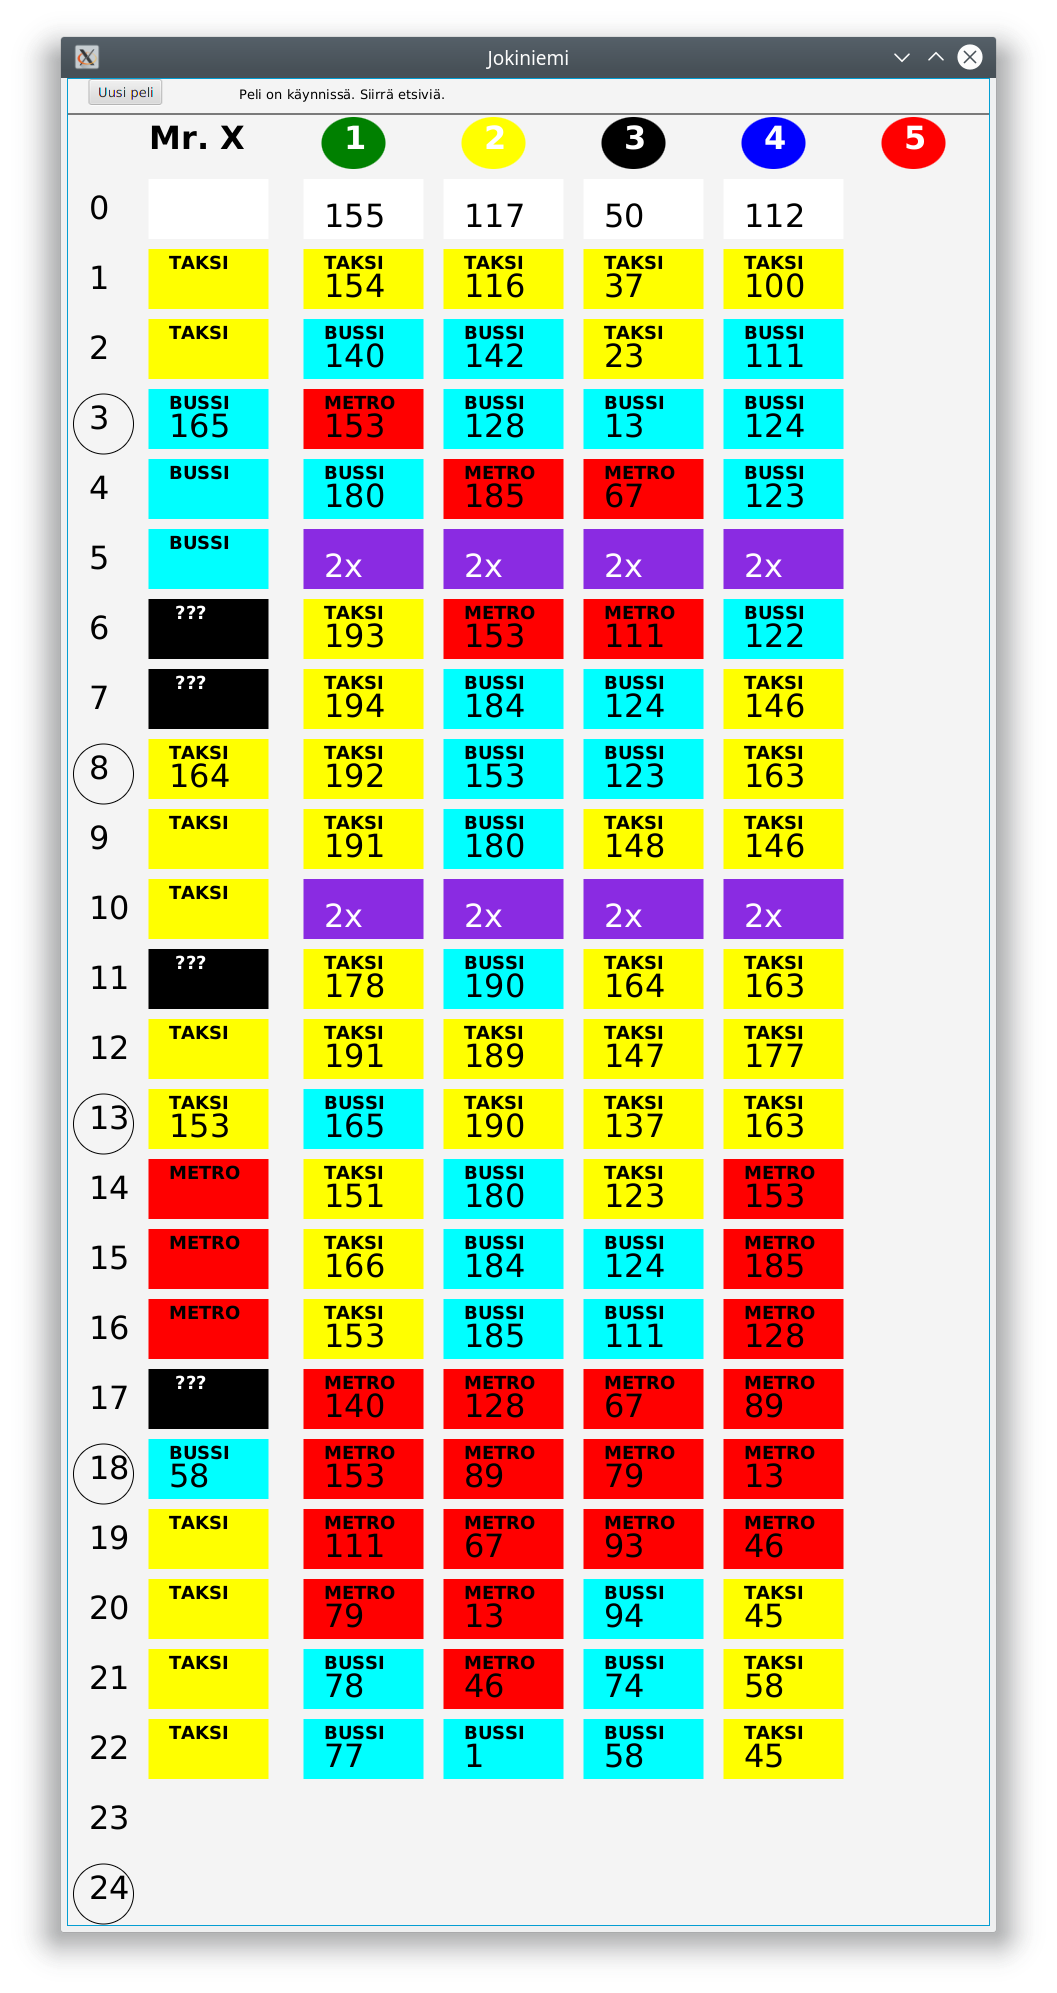 Jokiniemi
Uusi peli Peli on käynnissä. Siirrä etsiviä.
Mr. X 1 2 3 4 5
0 155 117 50 112
TAKSI TAKSI TAKSI TAKSI TAKSI
1 154 116 37 100
TAKSI BUSSI BUSSI TAKSI BUSSI
2 140 142 23 111
BUSSI METRO BUSSI BUSSI BUSSI
3 165 153 128 13 124
BUSSI BUSSI METRO METRO BUSSI
4 180 185 67 123
BUSSI
5 2x 2x 2x 2x
??? TAKSI METRO METRO BUSSI
6 193 153 111 122
??? TAKSI BUSSI BUSSI TAKSI
7 194 184 124 146
TAKSI TAKSI BUSSI BUSSI TAKSI
8 164 192 153 123 163
TAKSI TAKSI BUSSI TAKSI TAKSI
9 191 180 148 146
TAKSI
10 2x 2x 2x 2x
??? TAKSI BUSSI TAKSI TAKSI
11 178 190 164 163
TAKSI TAKSI TAKSI TAKSI TAKSI
12 191 189 147 177
TAKSI BUSSI TAKSI TAKSI TAKSI
13 153 165 190 137 163
METRO TAKSI BUSSI TAKSI METRO
14 151 180 123 153
METRO TAKSI BUSSI BUSSI METRO
15 166 184 124 185
METRO TAKSI BUSSI BUSSI METRO
16 153 185 111 128
??? METRO METRO METRO METRO
17 140 128 67 89
BUSSI METRO METRO METRO METRO
18 58 153 89 79 13
TAKSI METRO METRO METRO METRO
19 111 67 93 46
TAKSI METRO METRO BUSSI TAKSI
20 79 13 94 45
TAKSI BUSSI METRO BUSSI TAKSI
21 78 46 74 58
TAKSI BUSSI BUSSI BUSSI TAKSI
22 77 1 58 45
23
24